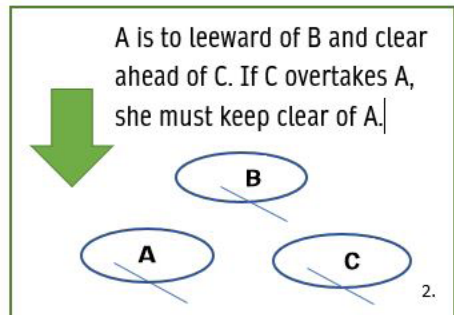 A is to leeward of B and clear
ahead of C. If C overtakes A,
she must keep clear of A.
B
A
C
2.